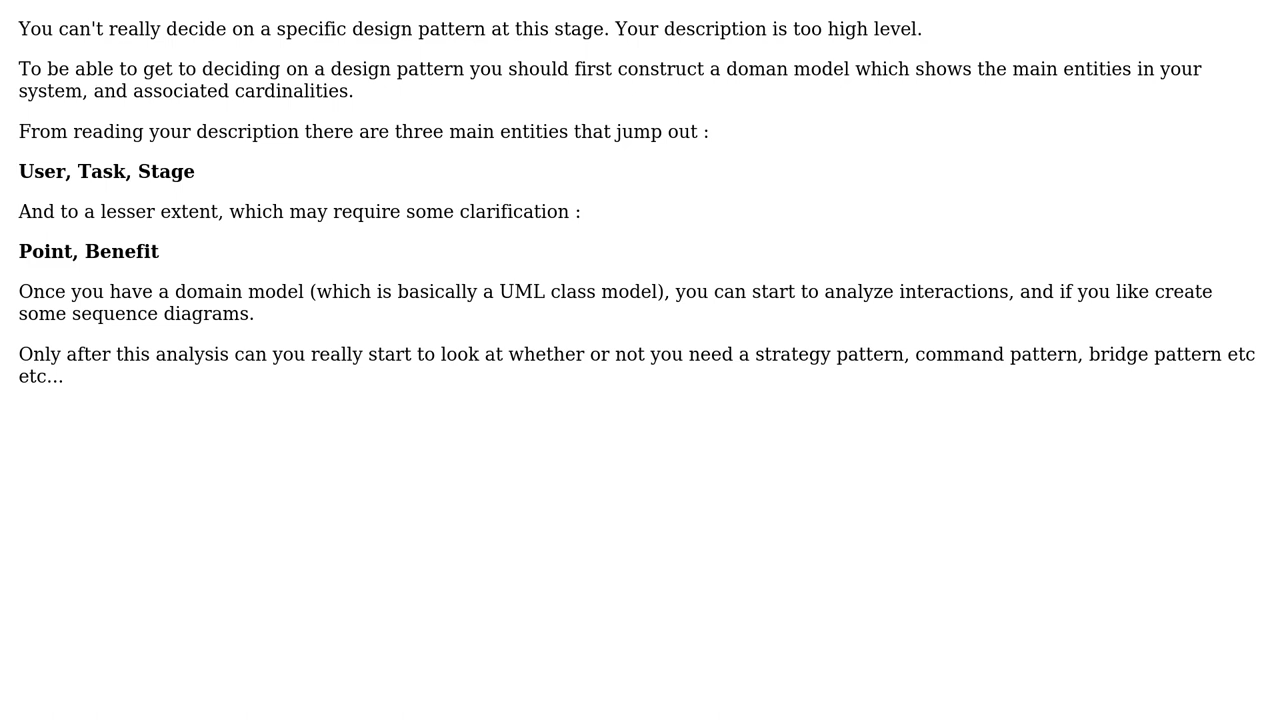 You can't really decide on a specific design pattern at this stage. Your description is too high level.
To be able to get to deciding on a design pattern you should first construct a doman model which shows the main entities in your
system, and associated cardinalities.
From reading your description there are three main entities that jump out :
User, Task, Stage
And to a lesser extent, which may require some clarification :
Point, Benefit
Once you have a domain model (which is basically a UML class model), you can start to analyze interactions, and if you like create
some sequence diagrams.
Only after this analysis can you really start to look at whether or not you need a strategy pattern, command pattern, bridge pattern etc
etc...